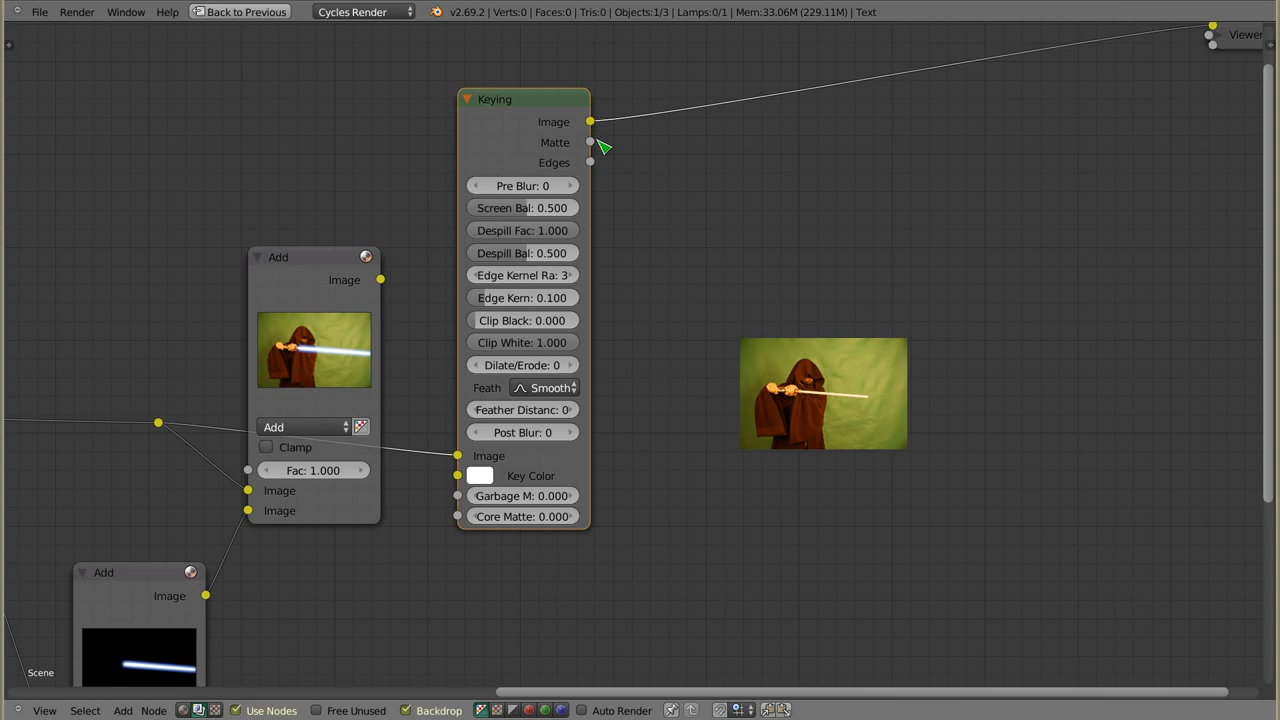 File Render Window Help Back to Previous Cycles Render v2.69.2 | Verts:0 | Faces:0 | Tris:0 | Objects:1/3 | Lamps:0/1 | Mem:33.06M (229.11M) | Text
Viewer
Keying
Image
Matte
Edges
Pre Blur: 0
Screen Bal: 0.500
Despill Fac: 1.000
Despill Bal: 0.500
Edge Kernel Ra: 3
Edge Kern: 0.100
Clip Black: 0.000
Clip White: 1.000
Dilate/Erode: 0
Feath Smooth
Feather Distanc: 0
Post Blur: 0
Image
Key Color
Garbage M: 0.000
Core Matte: 0.000
Add
Image
Add
Clamp
Fac: 1.000
Image
Image
Add
Image
Scene
View Select Add Node Use Nodes Free Unused Backdrop Auto Render